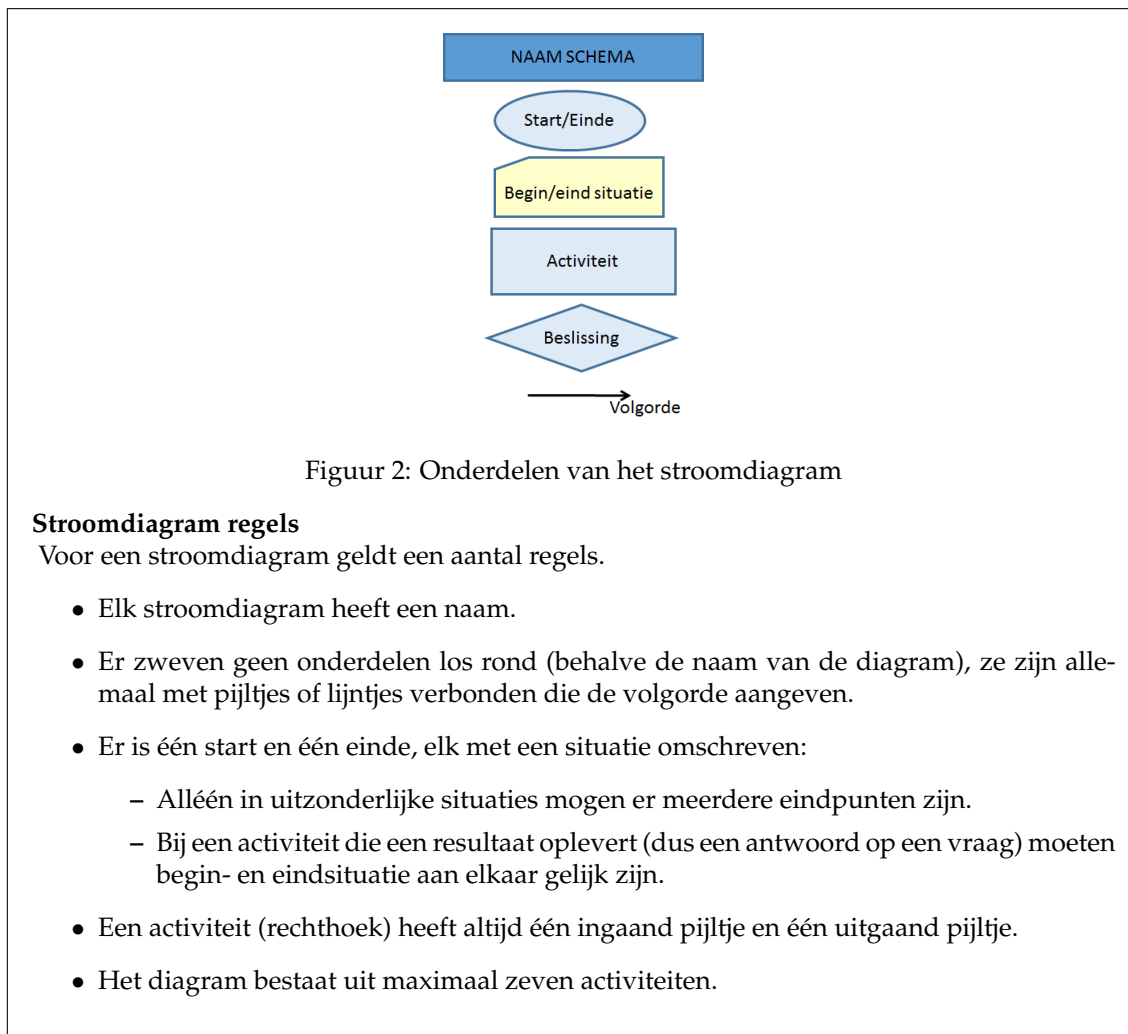 NAAM SCHEMA
Start/Einde
Begin/eind situatie
Activiteit
Beslissing
Volgorde
Figuur 2: Onderdelen van het stroomdiagram
Stroomdiagram regels
Voor een stroomdiagram geldt een aantal regels.
• Elk stroomdiagram heeft een naam.
• Er zweven geen onderdelen los rond (behalve de naam van de diagram), ze zijn alle-
maal met pijltjes of lijntjes verbonden die de volgorde aangeven.
• Er is één start en één einde, elk met een situatie omschreven:
– Alléén in uitzonderlijke situaties mogen er meerdere eindpunten zijn.
– Bij een activiteit die een resultaat oplevert (dus een antwoord op een vraag) moeten
begin- en eindsituatie aan elkaar gelijk zijn.
• Een activiteit (rechthoek) heeft altijd één ingaand pijltje en één uitgaand pijltje.
• Het diagram bestaat uit maximaal zeven activiteiten.